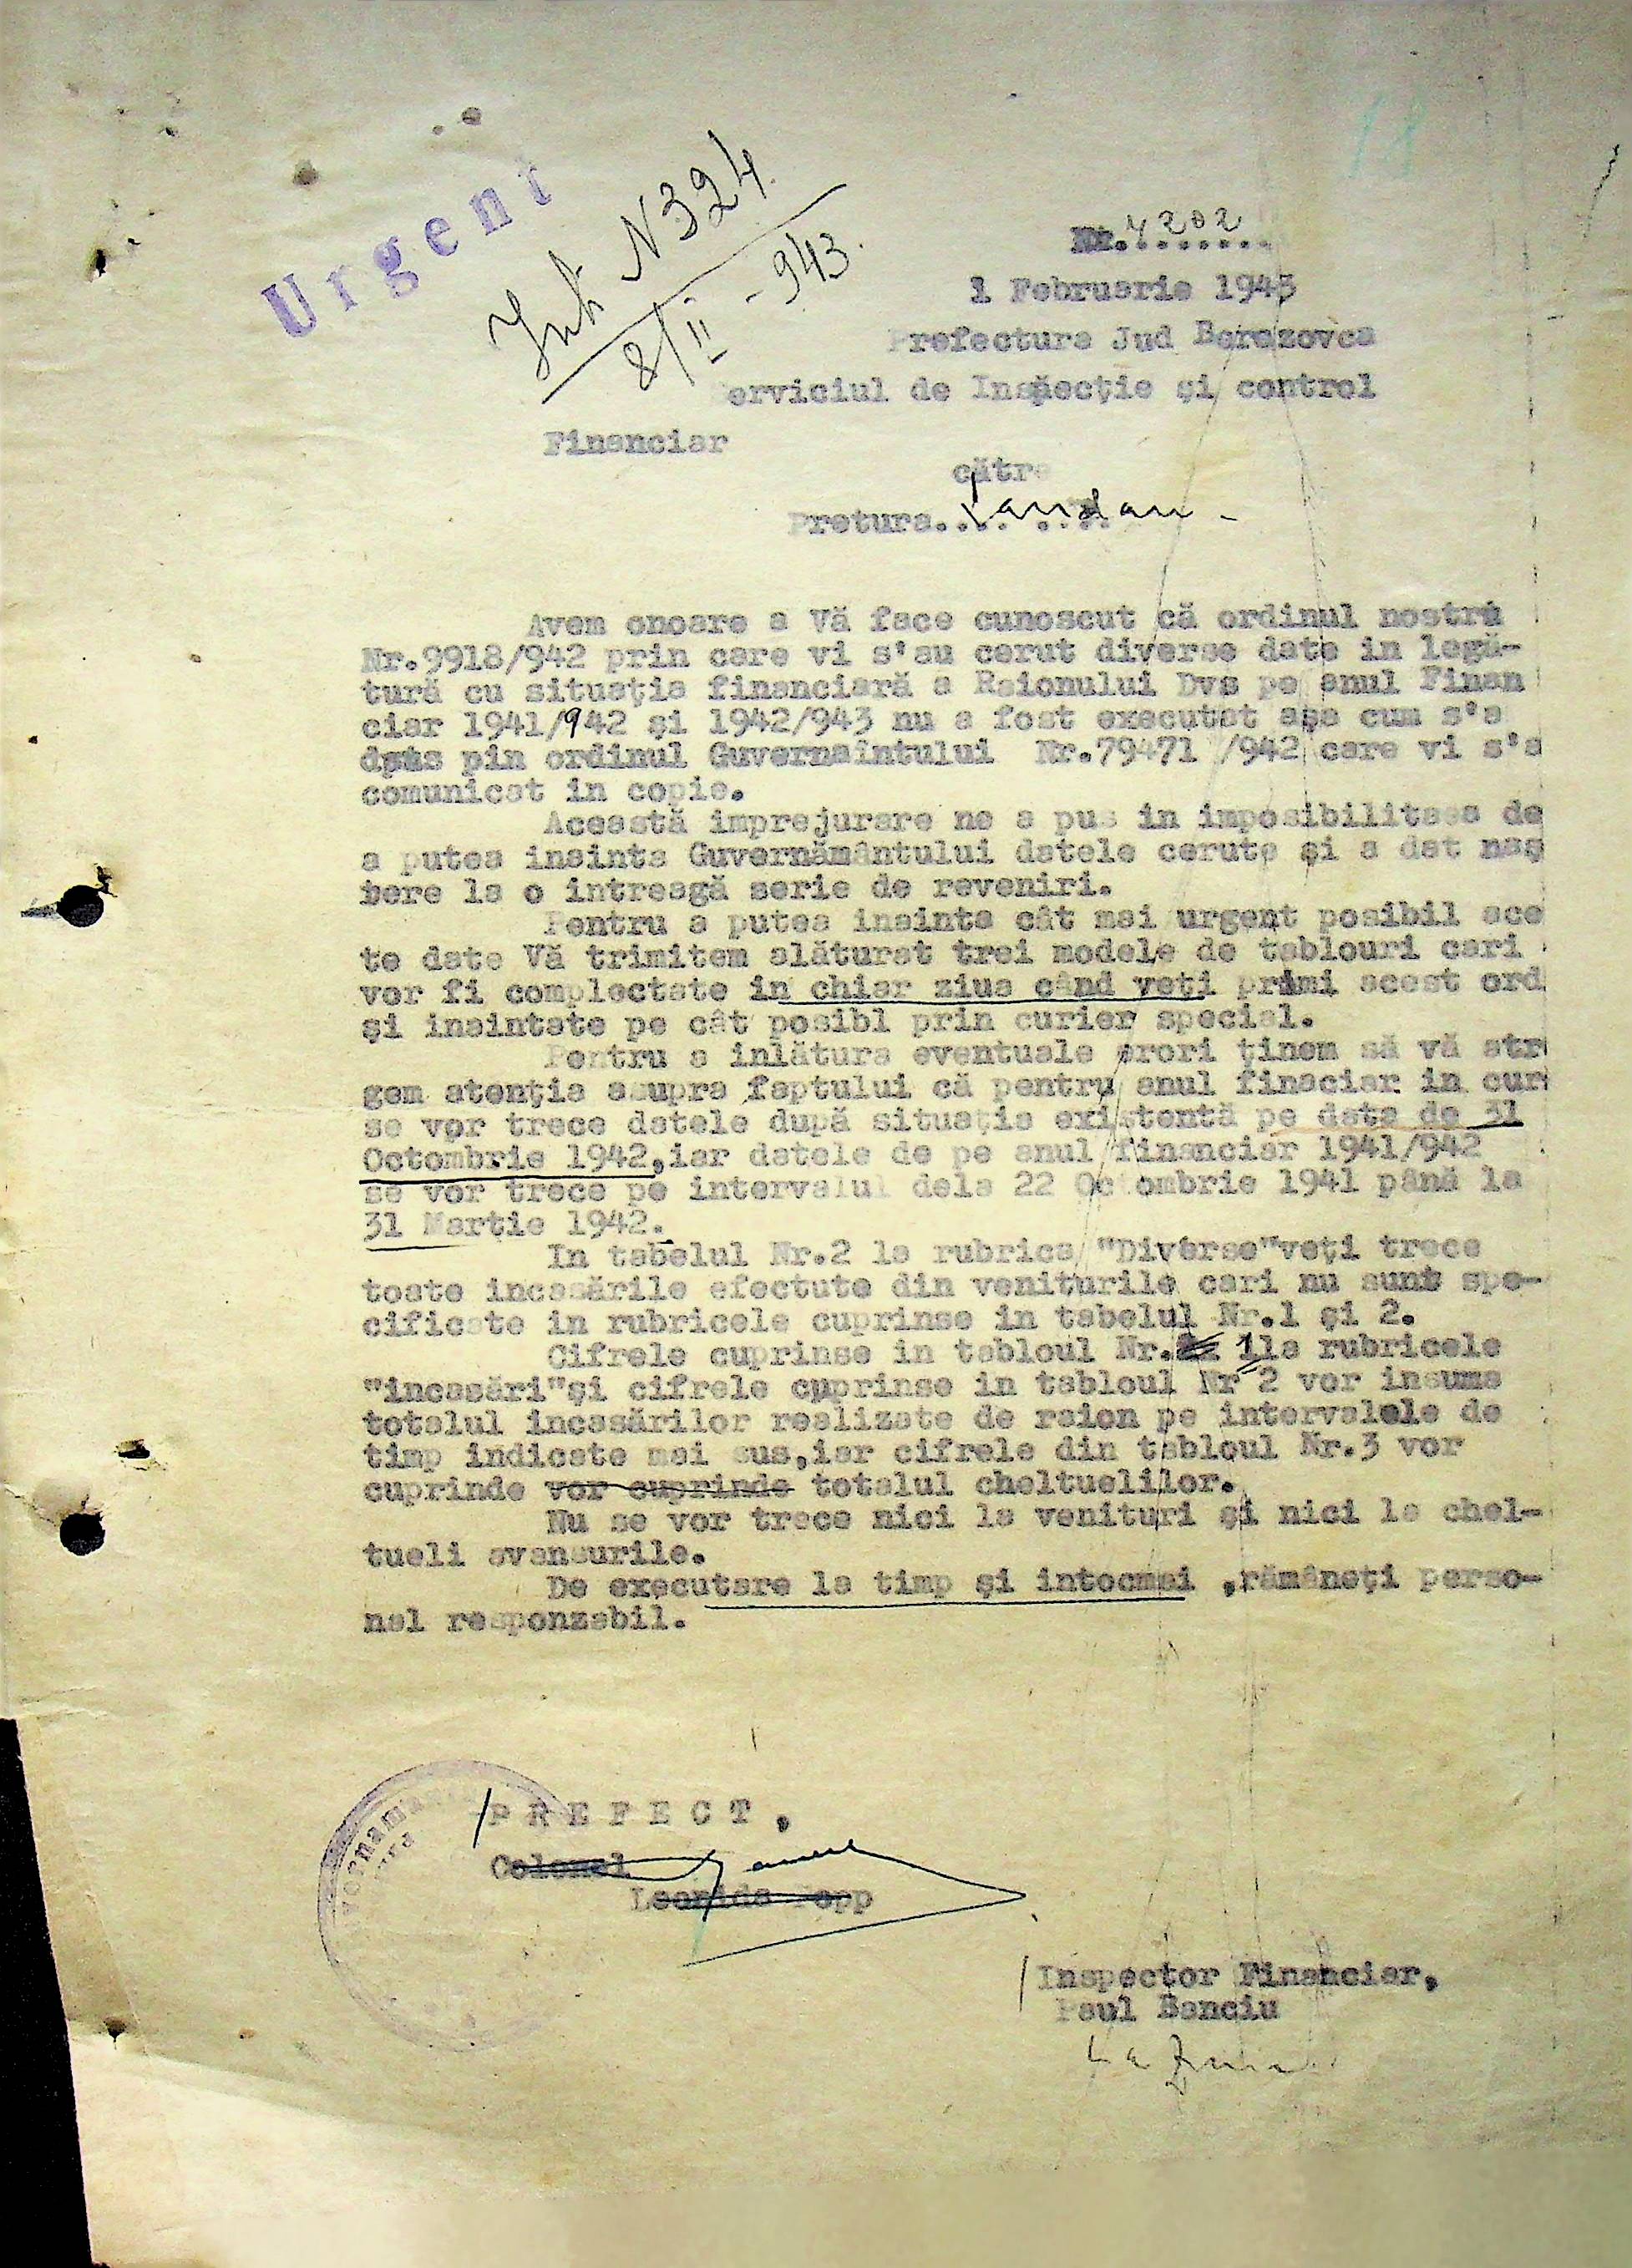 Urgent
N 324
8/II - 943.
Nr. 4202
1 Februarie 1943
Prefectura Jud Berezovca
erviciul de Inspecție și control
Financiar
cătr
Pretura.... Landau -
Avem onoare a Vă face cunoscut că ordinul nostru
Nr.9918/942 prin care vi s'au cerut diverse date in legă-
tură cu situația financiară a Raionului Dvs pe anul Finan
ciar 1941/942 și 1942/943 nu a fost executat așa cum s'a
pin ordinul Nr.79471 /942 care vi s'a
comunicat in copie.
Această imprejurare ne a pus in imposibilitaea de
a putea inainta Guvernământului datele cerute și a dat naș
tere la o intreagă serie de reveniri.
Pentru a putea inainta cât mai urgent posibil ace
te date Vă trimitem alăturat trei modele de tablouri cari
vor fi complectate in chiar ziua când veți primi acest ord
și inaintate pe cât posibl prin curier special.
Pentru a inlătura eventuale erori ținem să vă atr
gem atenția asupra faptului că pentru anul finaciar in cur
se vor trece datele după situația existentă pe data de 31
Octombrie 1942,iar datele de pe anul financiar 1941/942
se vor trece pe intervalul dela 22 Octombrie 1941 până la
31 Martie 1942.
In tabelul Nr.2 la rubrica "Diverse"veți trece
toate incasările efectute din veniturile cari nu sunt spe-
cificate in rubricele cuprinse in tabelul Nr.1 și 2.
Cifrele cuprinse in tabloul Nr. 1 la rubricele
"incasări"și cifrele cuprinse in tabloul Nr 2 vor insuma
totalul incasărilor realizate de raion pe intervalele de
timp indicate mai sus,iar cifrele din tabloul Nr.3 vor
cuprinde vor cuprinde totalul cheltuelilor.
Nu se vor trece nici la venituri și nici la chel-
tueli avansurile.
De executare la timp și intocmai ,rămâneți perso-
nal responzabil.
/PREFECT,
Colonel
Leonida Popp
/Inspector Financiar,
Paul Banciu